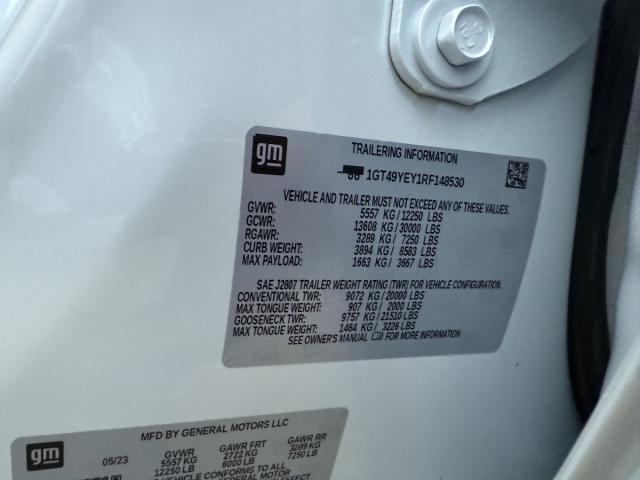 gm
TRAILERING INFORMATION
1GT49YEY1RF148530
VEHICLE AND TRAILER MUST NOT EXCEED ANY OF THESE VALUES.
GVWR: 5557 KG/12250 LBS
GCWR: 13608 KG/30000 LBS
RGAWR: 3289 KG/ 7250 LBS
CURB WEIGHT: 3894 KG/ 8583 LBS
MAX PAYLOAD: 1663 KG/ 3667 LBS
SAE J2807 TRAILER WEIGHT RATING (TWR) FOR VEHICLE CONFIGURATION.
CONVENTIONAL TWR: 9072 KG/20000 LBS
MAX TONGUE WEIGHT: 907 KG/ 2000 LBS
GOOSENECK TWR: 9757 KG/21510 LBS
MAX TONGUE WEIGHT: 1464 KG/ 3226 LBS
SEE OWNER'S MANUAL FOR MORE INFORMATION.
MFD BY GENERAL MOTORS LLC
gm
05/23 GVWR GAWR FRT GAWR RR
5557 KG 2722 KG 3289 KG
12250 LB 6000 LB 7250 LB